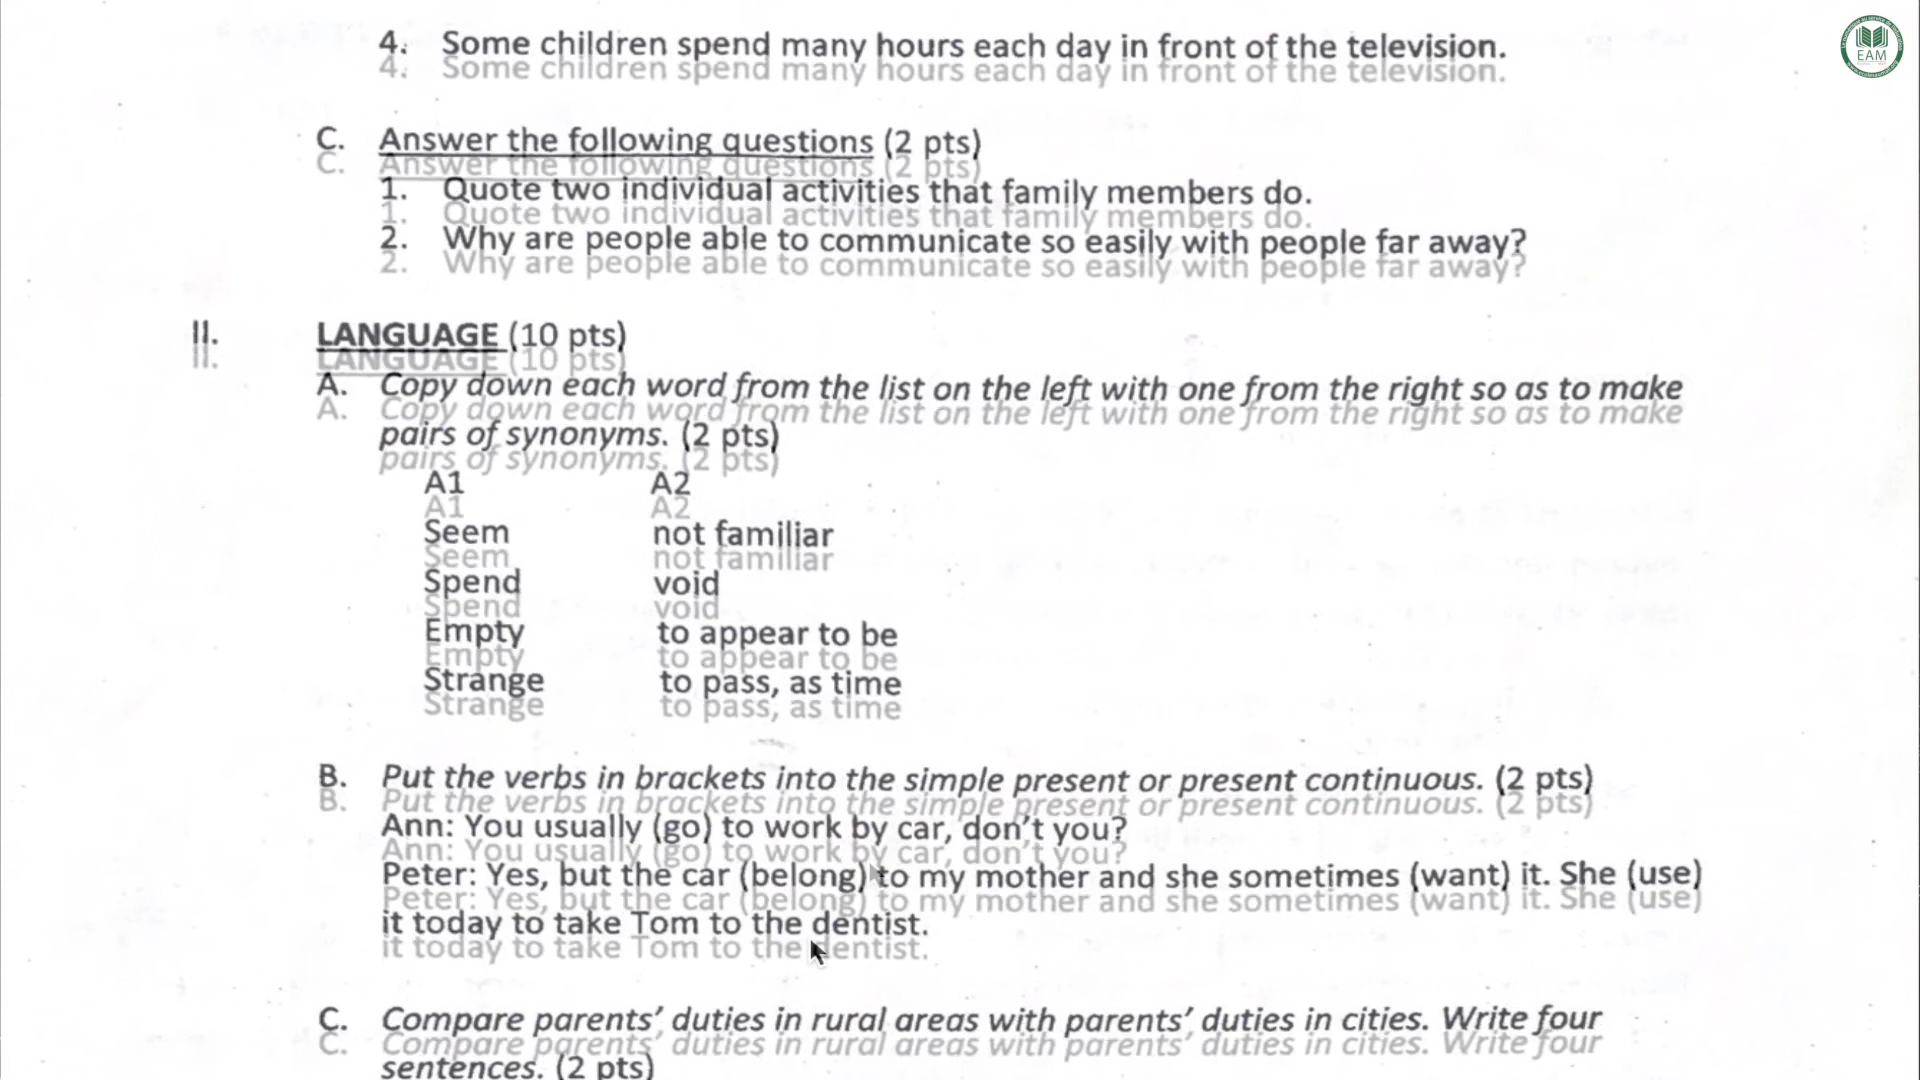 4. Some children spend many hours each day in front of the television.
C. Answer the following questions (2 pts)
1. Quote two individual activities that family members do.
2. Why are people able to communicate so easily with people far away?
II. LANGUAGE (10 pts)
A. Copy down each word from the list on the left with one from the right so as to make
pairs of synonyms. (2 pts)
A1 A2
Seem not familiar
Spend void
Empty to appear to be
Strange to pass, as time
B. Put the verbs in brackets into the simple present or present continuous. (2 pts)
Ann: You usually (go) to work by car, don't you?
Peter: Yes, but the car (belong) to my mother and she sometimes (want) it. She (use)
it today to take Tom to the dentist.
C. Compare parents' duties in rural areas with parents' duties in cities. Write four
sentences. (2 pts)
EAM